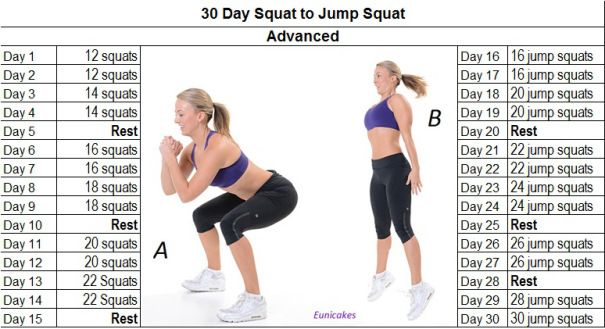 30 Day Squat to Jump Squat
Advanced
Day 1 12 squats
Day 2 12 squats
Day 3 14 squats
Day 4 14 squats
Day 5 Rest
Day 6 16 squats
Day 7 16 squats
Day 8 18 squats
Day 9 18 squats
Day 10 Rest
Day 11 20 squats
Day 12 20 squats
Day 13 22 Squats
Day 14 22 Squats
Day 15 Rest
A
B
Eunicakes
Day 16 16 jump squats
Day 17 16 jump squats
Day 18 20 jump squats
Day 19 20 jump squats
Day 20 Rest
Day 21 22 jump squats
Day 22 22 jump squats
Day 23 24 jump squats
Day 24 24 jump squats
Day 25 Rest
Day 26 26 jump squats
Day 27 26 jump squats
Day 28 Rest
Day 29 28 jump squats
Day 30 30 jump squats